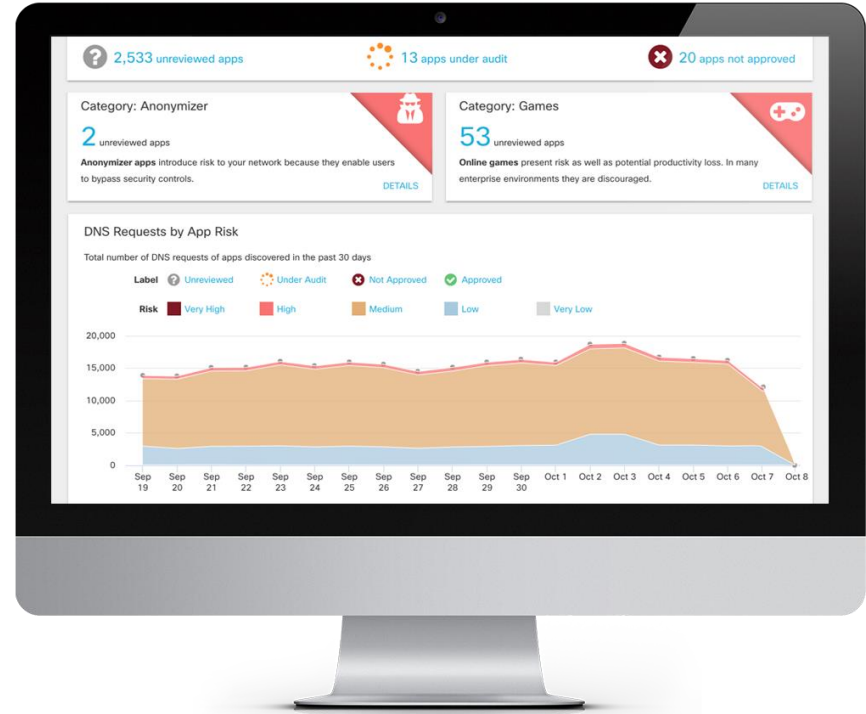 2,533 unreviewed apps
13 apps under audit
20 apps not approved
Category: Anonymizer
2 unreviewed apps
Anonymizer apps introduce risk to your network because they enable users
to bypass security controls.
DETAILS
Category: Games
53 unreviewed apps
Online games present risk as well as potential productivity loss. In many
enterprise environments they are discouraged.
DETAILS
DNS Requests by App Risk
Total number of DNS requests of apps discovered in the past 30 days
Label Unreviewed Under Audit Not Approved Approved
Risk Very High High Medium Low Very Low
20,000
15,000
10,000
5,000
0
Sep 19 Sep 20 Sep 21 Sep 22 Sep 23 Sep 24 Sep 25 Sep 26 Sep 27 Sep 28 Sep 29 Sep 30 Oct 1 Oct 2 Oct 3 Oct 4 Oct 5 Oct 6 Oct 7 Oct 8